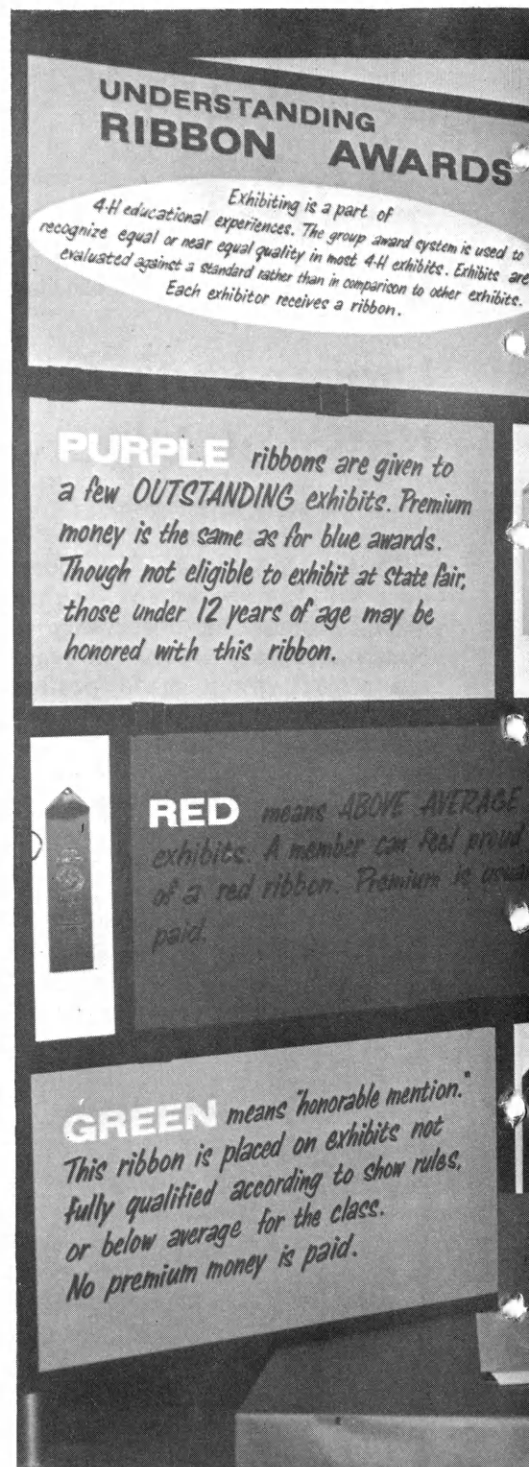 UNDERSTANDING
RIBBON AWARDS
Exhibiting is a part of
4-H educational experiences. The group award system is used to
recognize equal or near equal quality in most 4-H exhibits. Exhibits are
evaluated against a standard rather than in comparison to other exhibits.
Each exhibitor receives a ribbon.
PURPLE ribbons are given to
a few OUTSTANDING exhibits. Premium
money is the same as for blue awards.
Though not eligible to exhibit at state fair,
those under 12 years of age may be
honored with this ribbon.
RED means ABOVE AVERAGE
exhibits. A member can feel proud
of a red ribbon. Premium is
paid.
GREEN means "honorable mention."
This ribbon is placed on exhibits not
fully qualified according to show rules,
or below average for the class.
No premium money is paid.